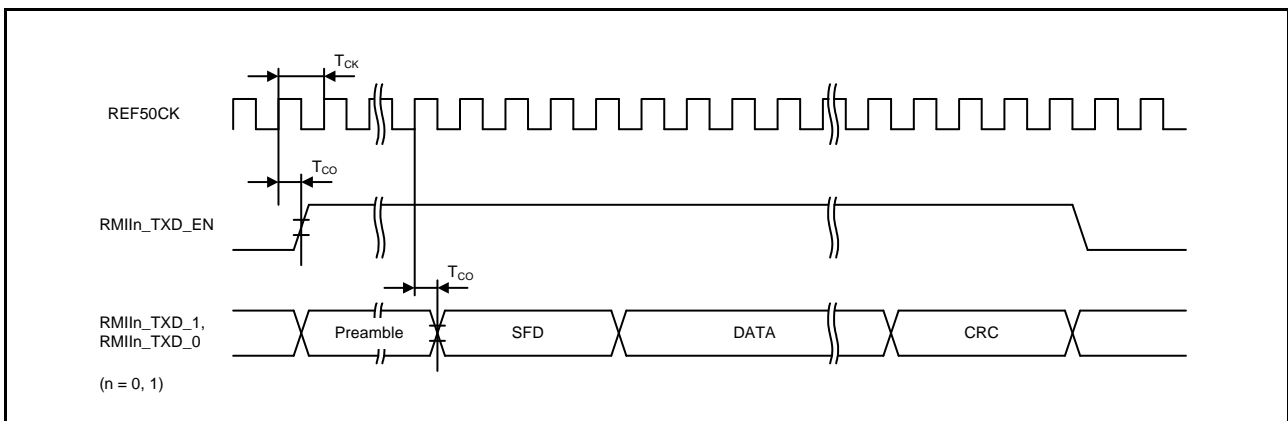 TCK
REF50CK
TCO
RMIIn_TXD_EN
TCO
RMIIn_TXD_1,
RMIIn_TXD_0
Preamble
SFD
DATA
CRC
(n = 0, 1)